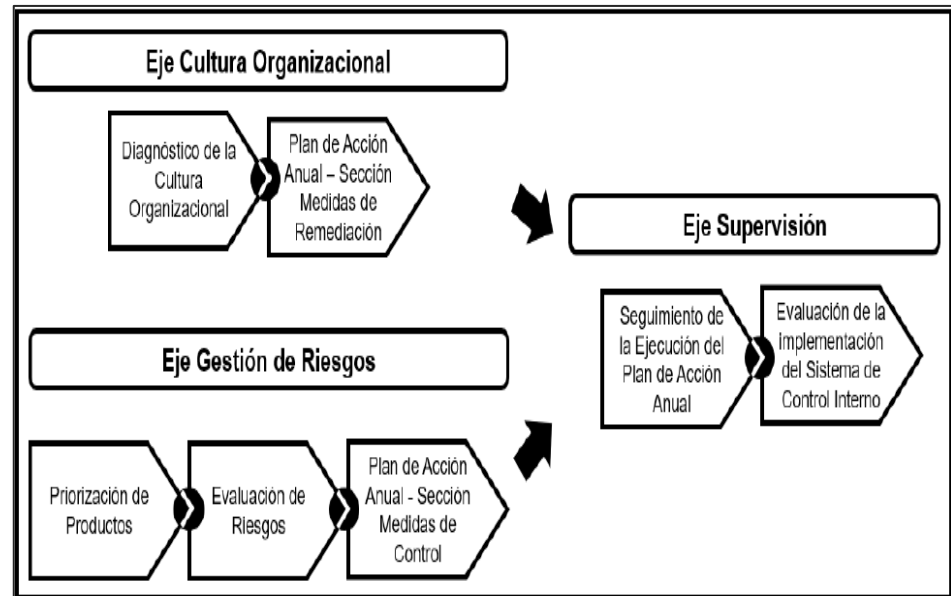 Eje Cultura Organizacional
Diagnóstico de la
Cultura
Organizacional
Plan de Acción
Anual – Sección
Medidas de
Remediación
Eje Gestión de Riesgos
Priorización de
Productos
Evaluación de
Riesgos
Plan de Acción
Anual - Sección
Medidas de
Control
Eje Supervisión
Seguimiento de
la Ejecución del
Plan de Acción
Anual
Evaluación de la
Implementación
del Sistema de
Control Interno